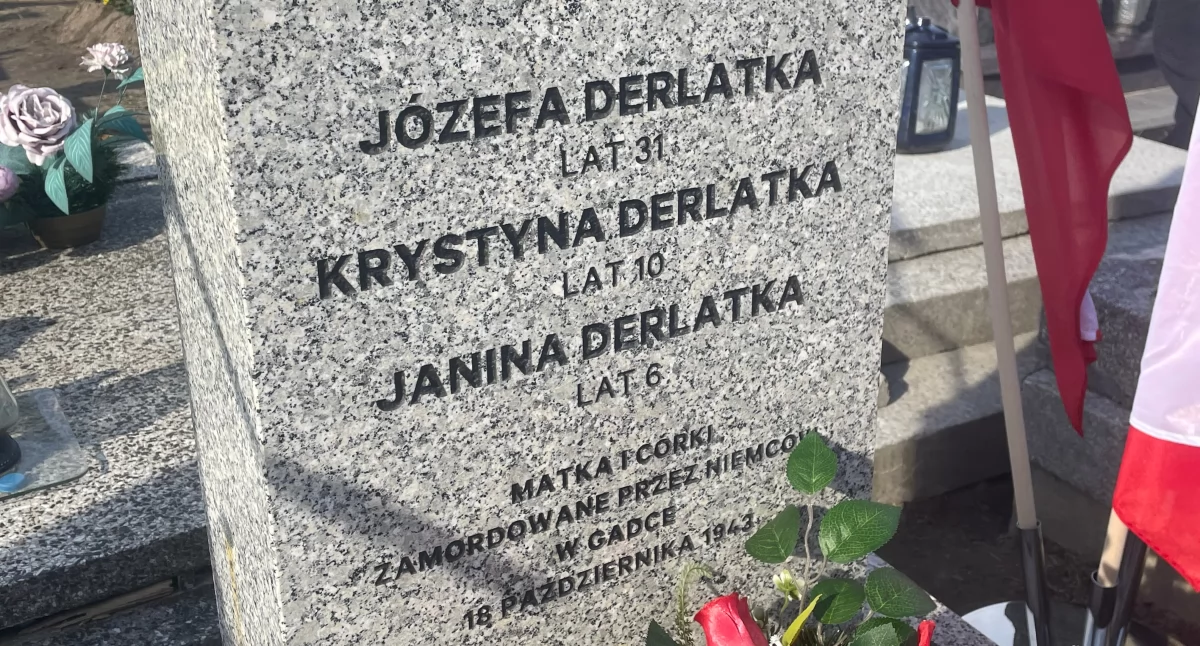 JÓZEFA DERLATKA
LAT 31
KRYSTYNA DERLATKA
LAT 10
JANINA DERLATKA
LAT 6
MATKA I CÓRKI
ZAMORDOWANE PRZEZ NIEMCÓW
W GADCE
18 PAŹDZIERNIKA 1943